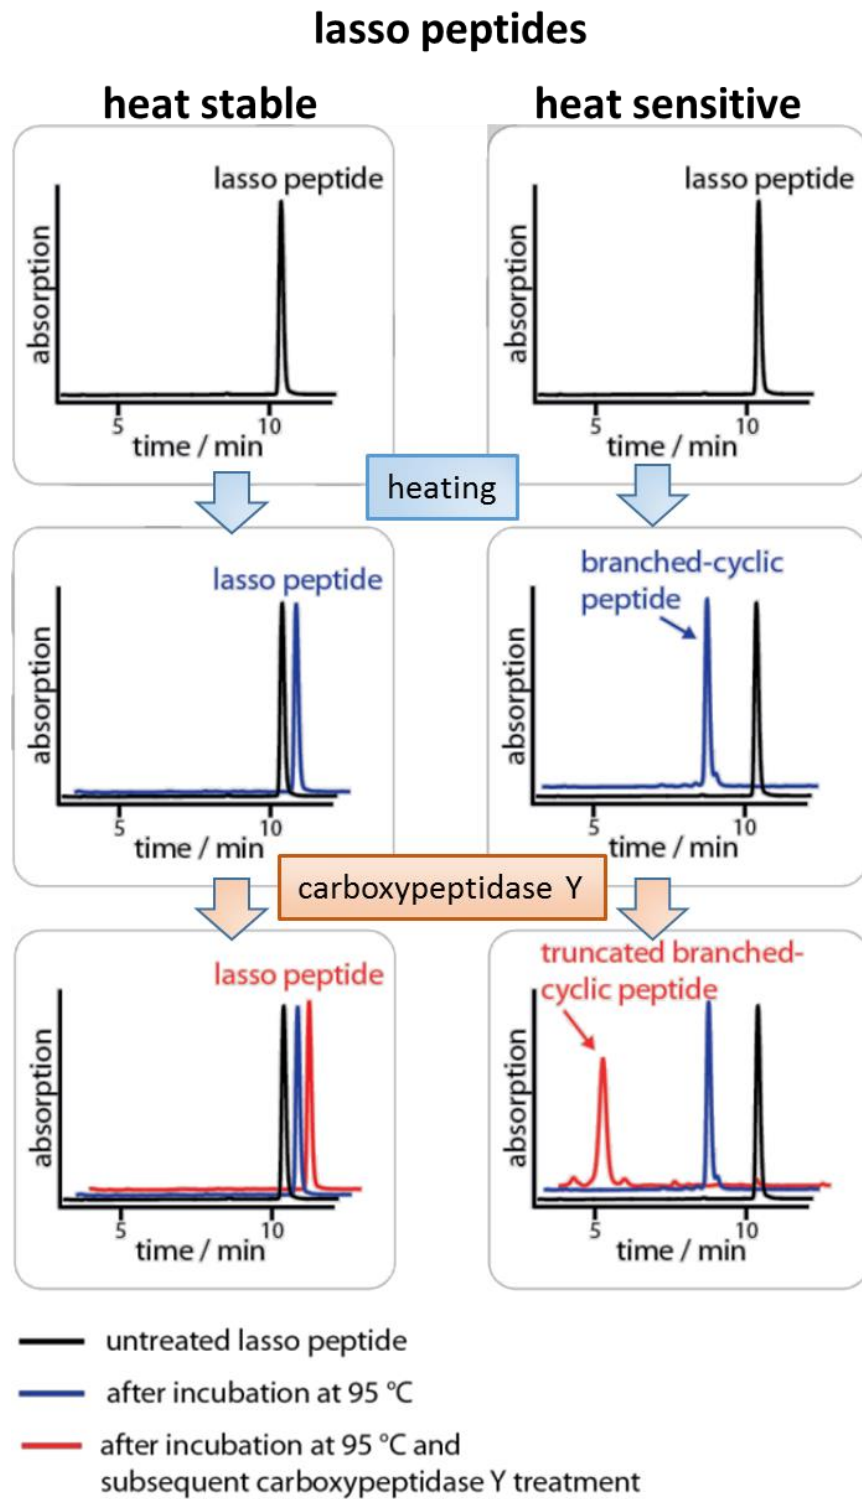 lasso peptides
heat stable
heat sensitive
lasso peptide
absorption
5
10
time / min
lasso peptide
absorption
5
10
time / min
heating
lasso peptide
absorption
5
10
time / min
branched-cyclic
peptide
absorption
5
10
time / min
carboxypeptidase Y
lasso peptide
absorption
5
10
time / min
truncated branched-
cyclic peptide
absorption
5
10
time / min
untreated lasso peptide
after incubation at 95 °C
after incubation at 95 °C and
subsequent carboxypeptidase Y treatment